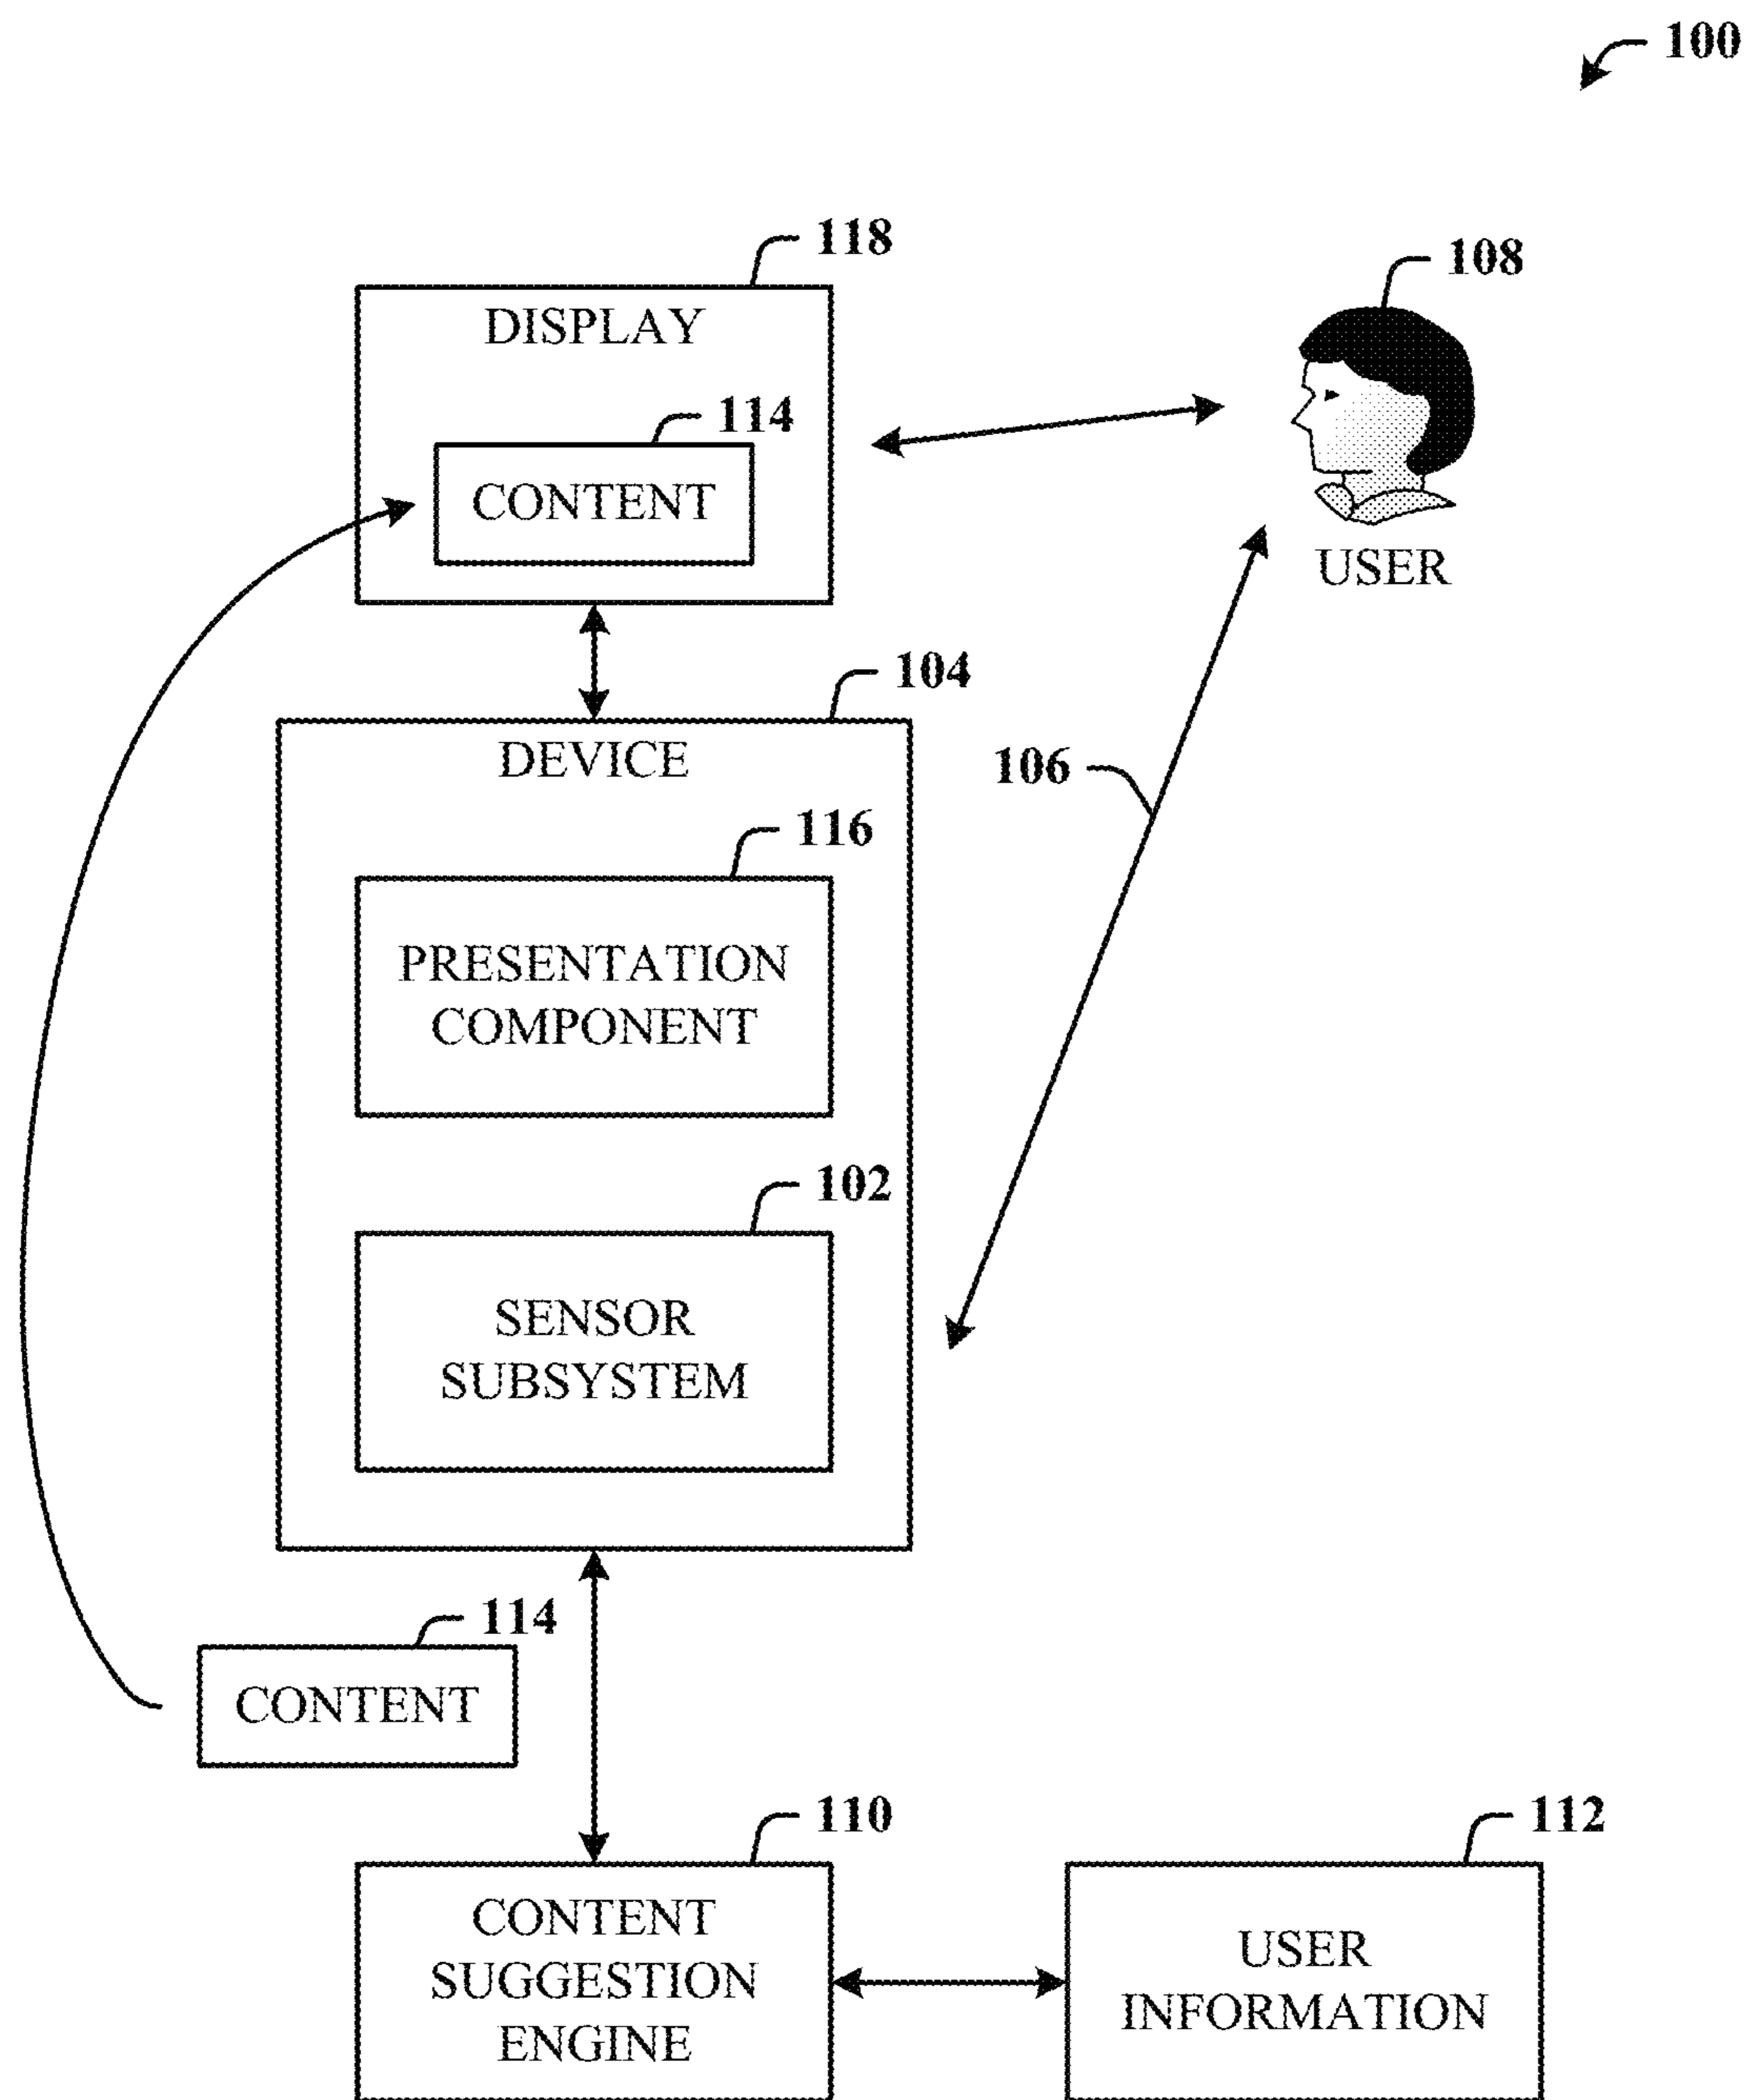 100
118
108
DISPLAY
114
CONTENT
USER
104
DEVICE
106
116
PRESENTATION
COMPONENT
102
SENSOR
SUBSYSTEM
114
CONTENT
110
112
CONTENT
SUGGESTION
ENGINE
USER
INFORMATION